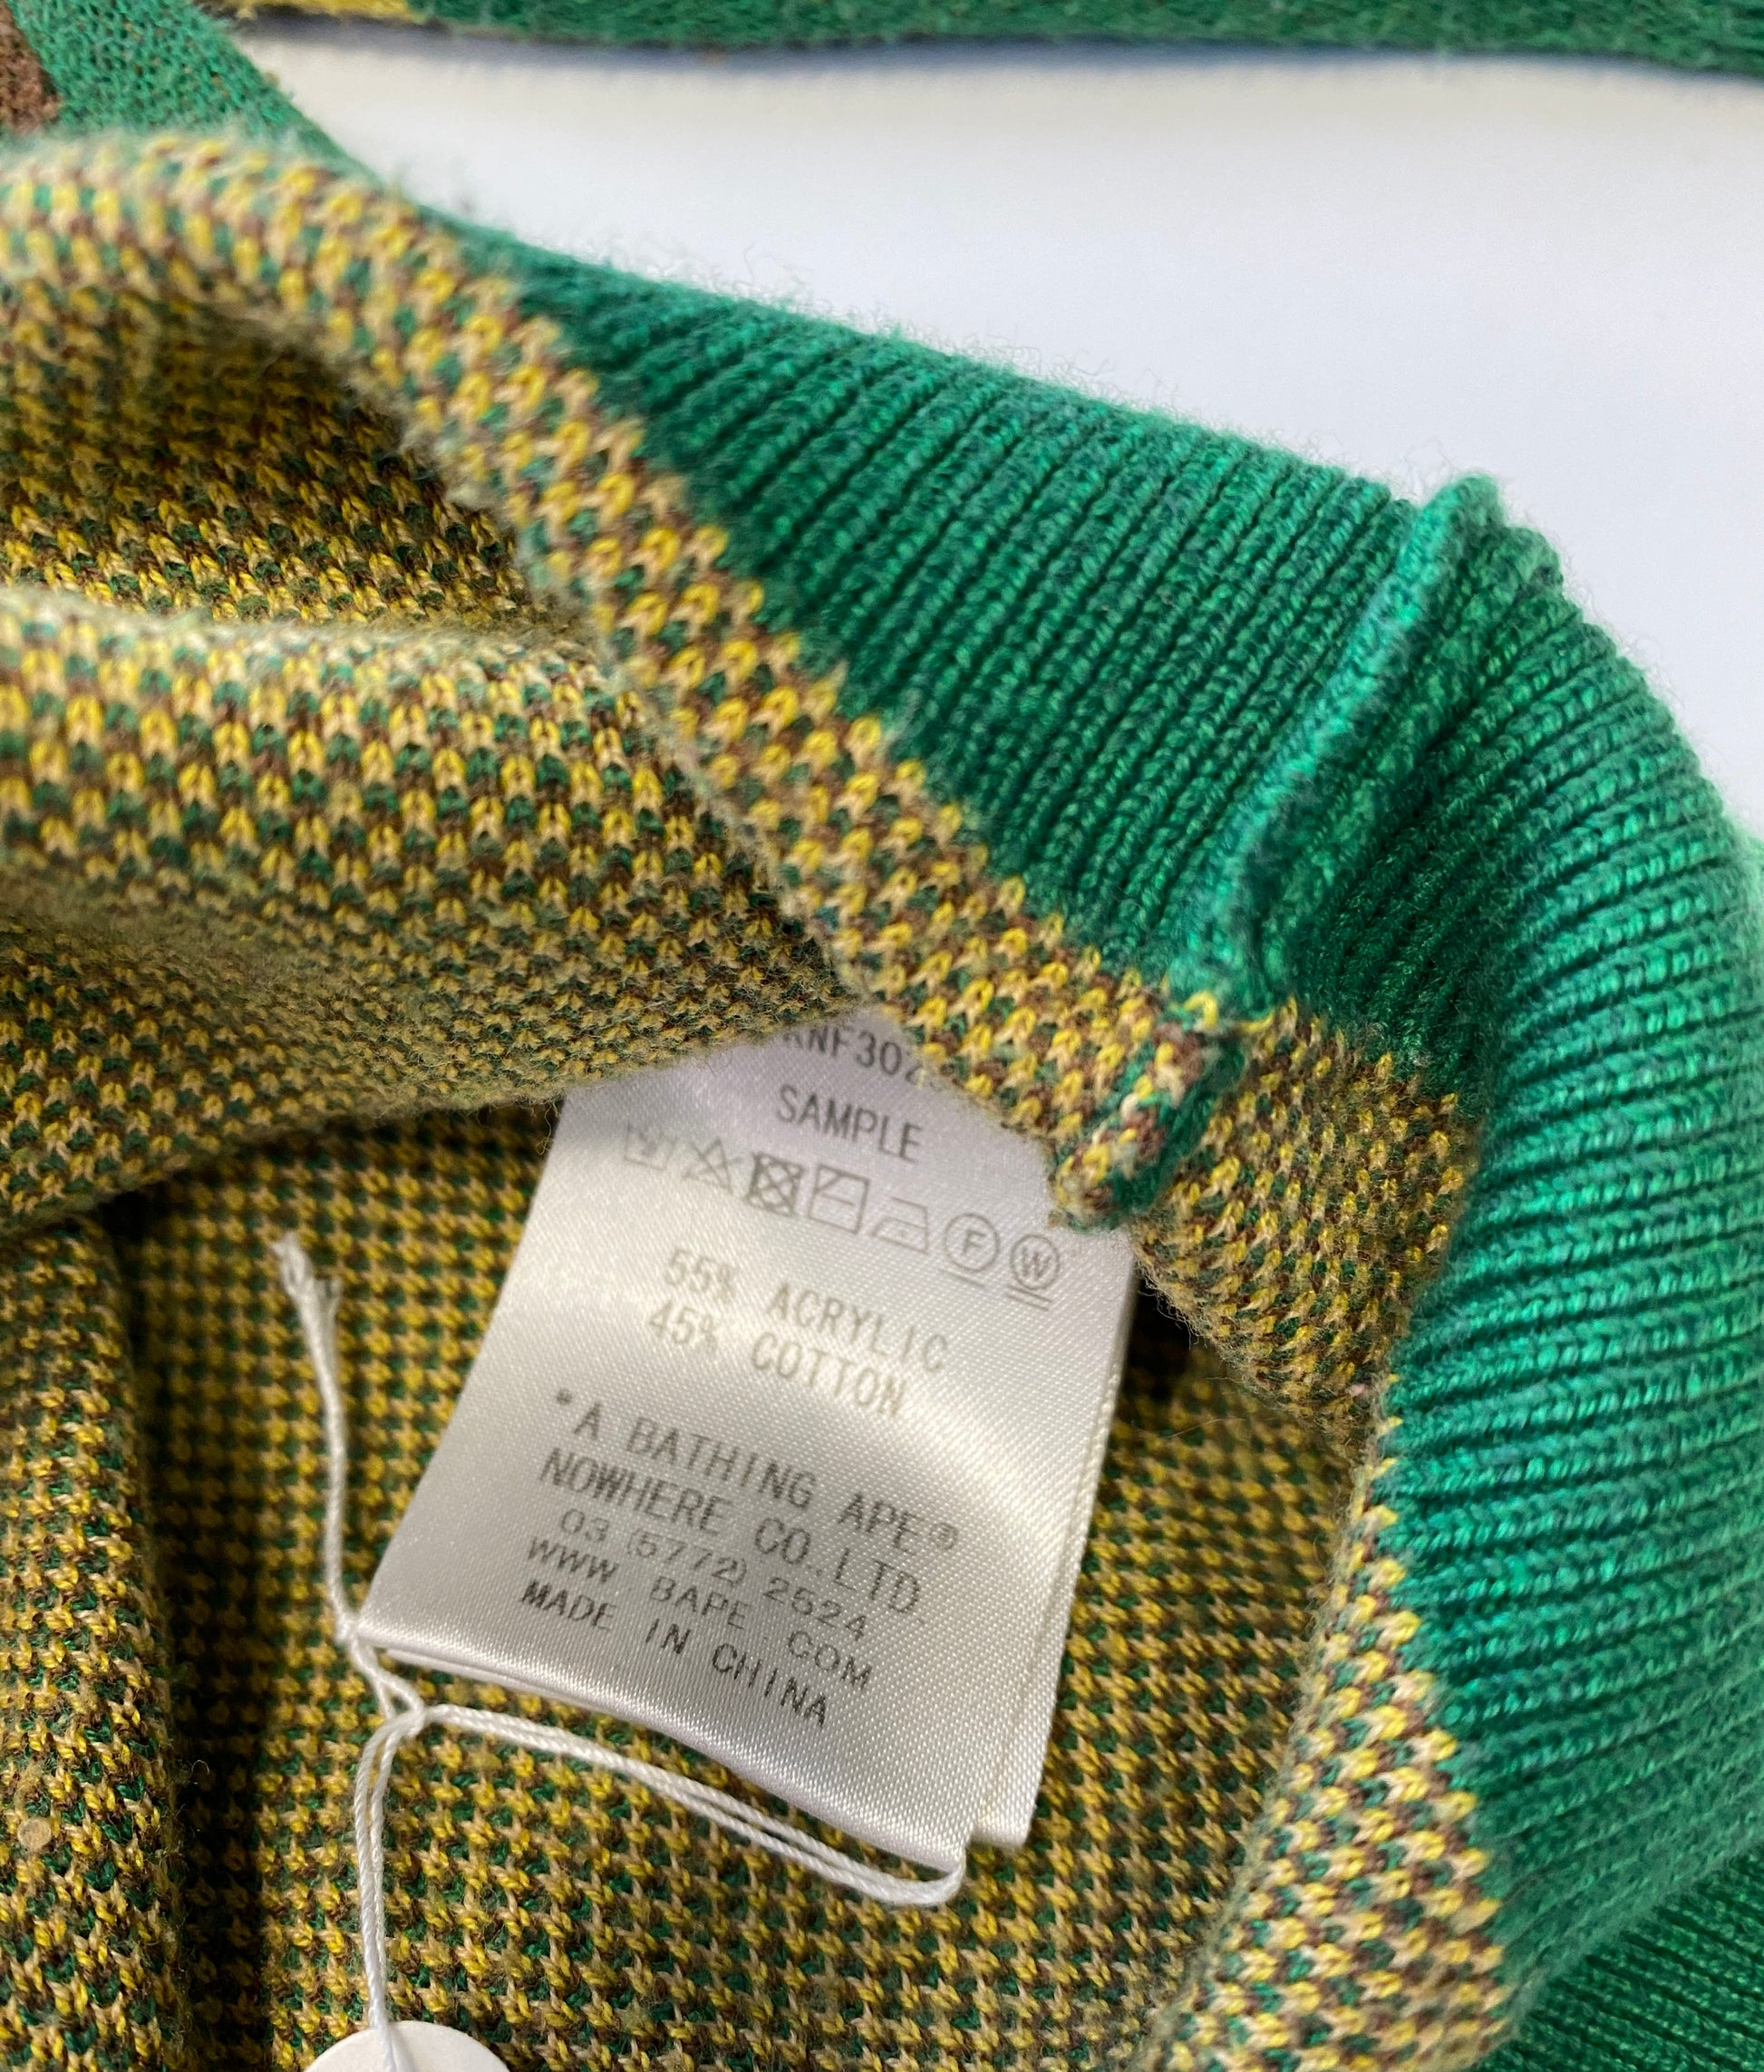 SAMPLE
F
W
55% ACRYLIC
45% COTTON
"A BATHING APE®
NOWHERE CO.,LTD.
03 (5772) 2524
WWW BAPE COM
MADE IN CHINA